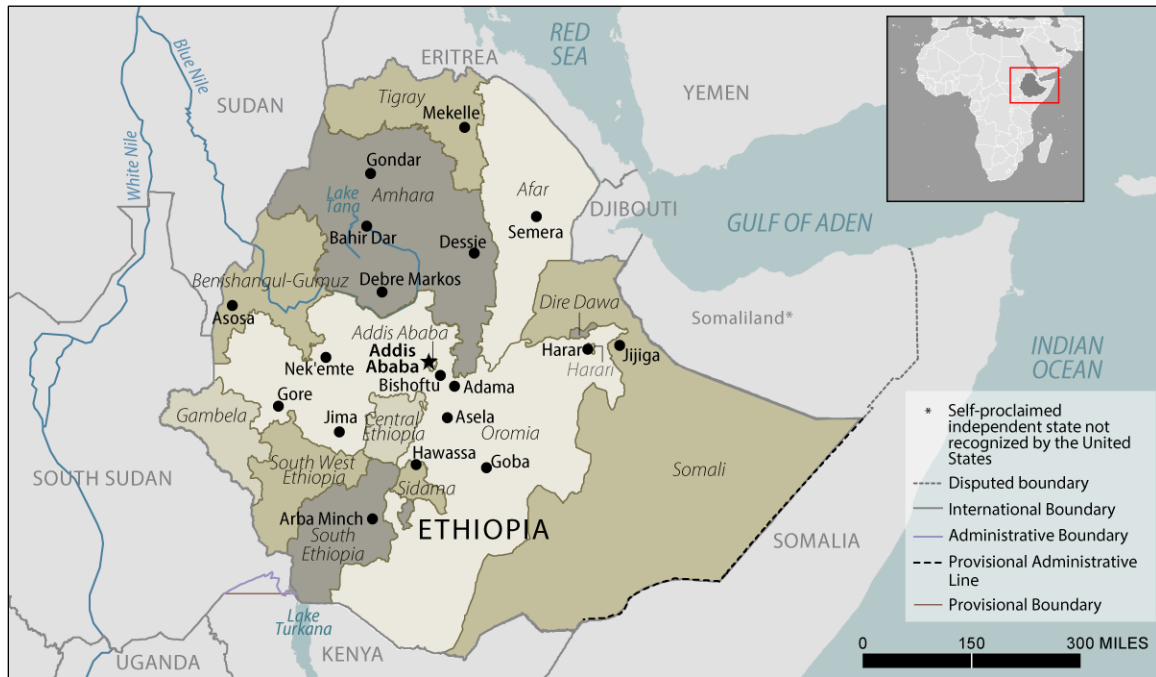 RED
SEA
ERITREA
YEMEN
Blue Nile
SUDAN
Tigray
Mekelle
White Nile
Gondar
Amhara
Lake
Tana
Afar
DJIBOUTI
GULF OF ADEN
Semera
Bahir Dar
Dessie
Benishangul-Gumuz
Debre Markos
Asosa
Dire Dawa
Somaliland*
Addis Ababa
Addis
Ababa
Harar
Jijiga
Harari
INDIAN
OCEAN
Nek'emte
Bishoftu
Adama
Gore
Gambela
Jima
Central
Ethiopia
Asela
Oromia
Hawassa
Goba
South West
Ethiopia
Sidama
Somali
SOUTH SUDAN
Arba Minch
South
Ethiopia
ETHIOPIA
SOMALIA
Lake
Turkana
UGANDA
KENYA
* Self-proclaimed
independent state not
recognized by the United
States
Disputed boundary
International Boundary
Administrative Boundary
Provisional Administrative
Line
Provisional Boundary
0 150 300 MILES